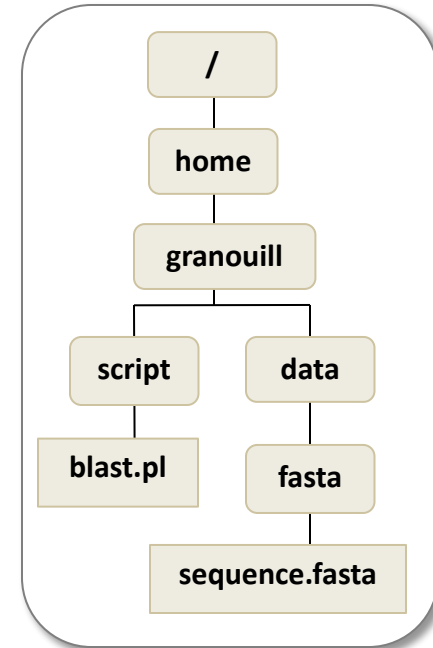 /
home
granouill
script
data
blast.pl
fasta
sequence.fasta